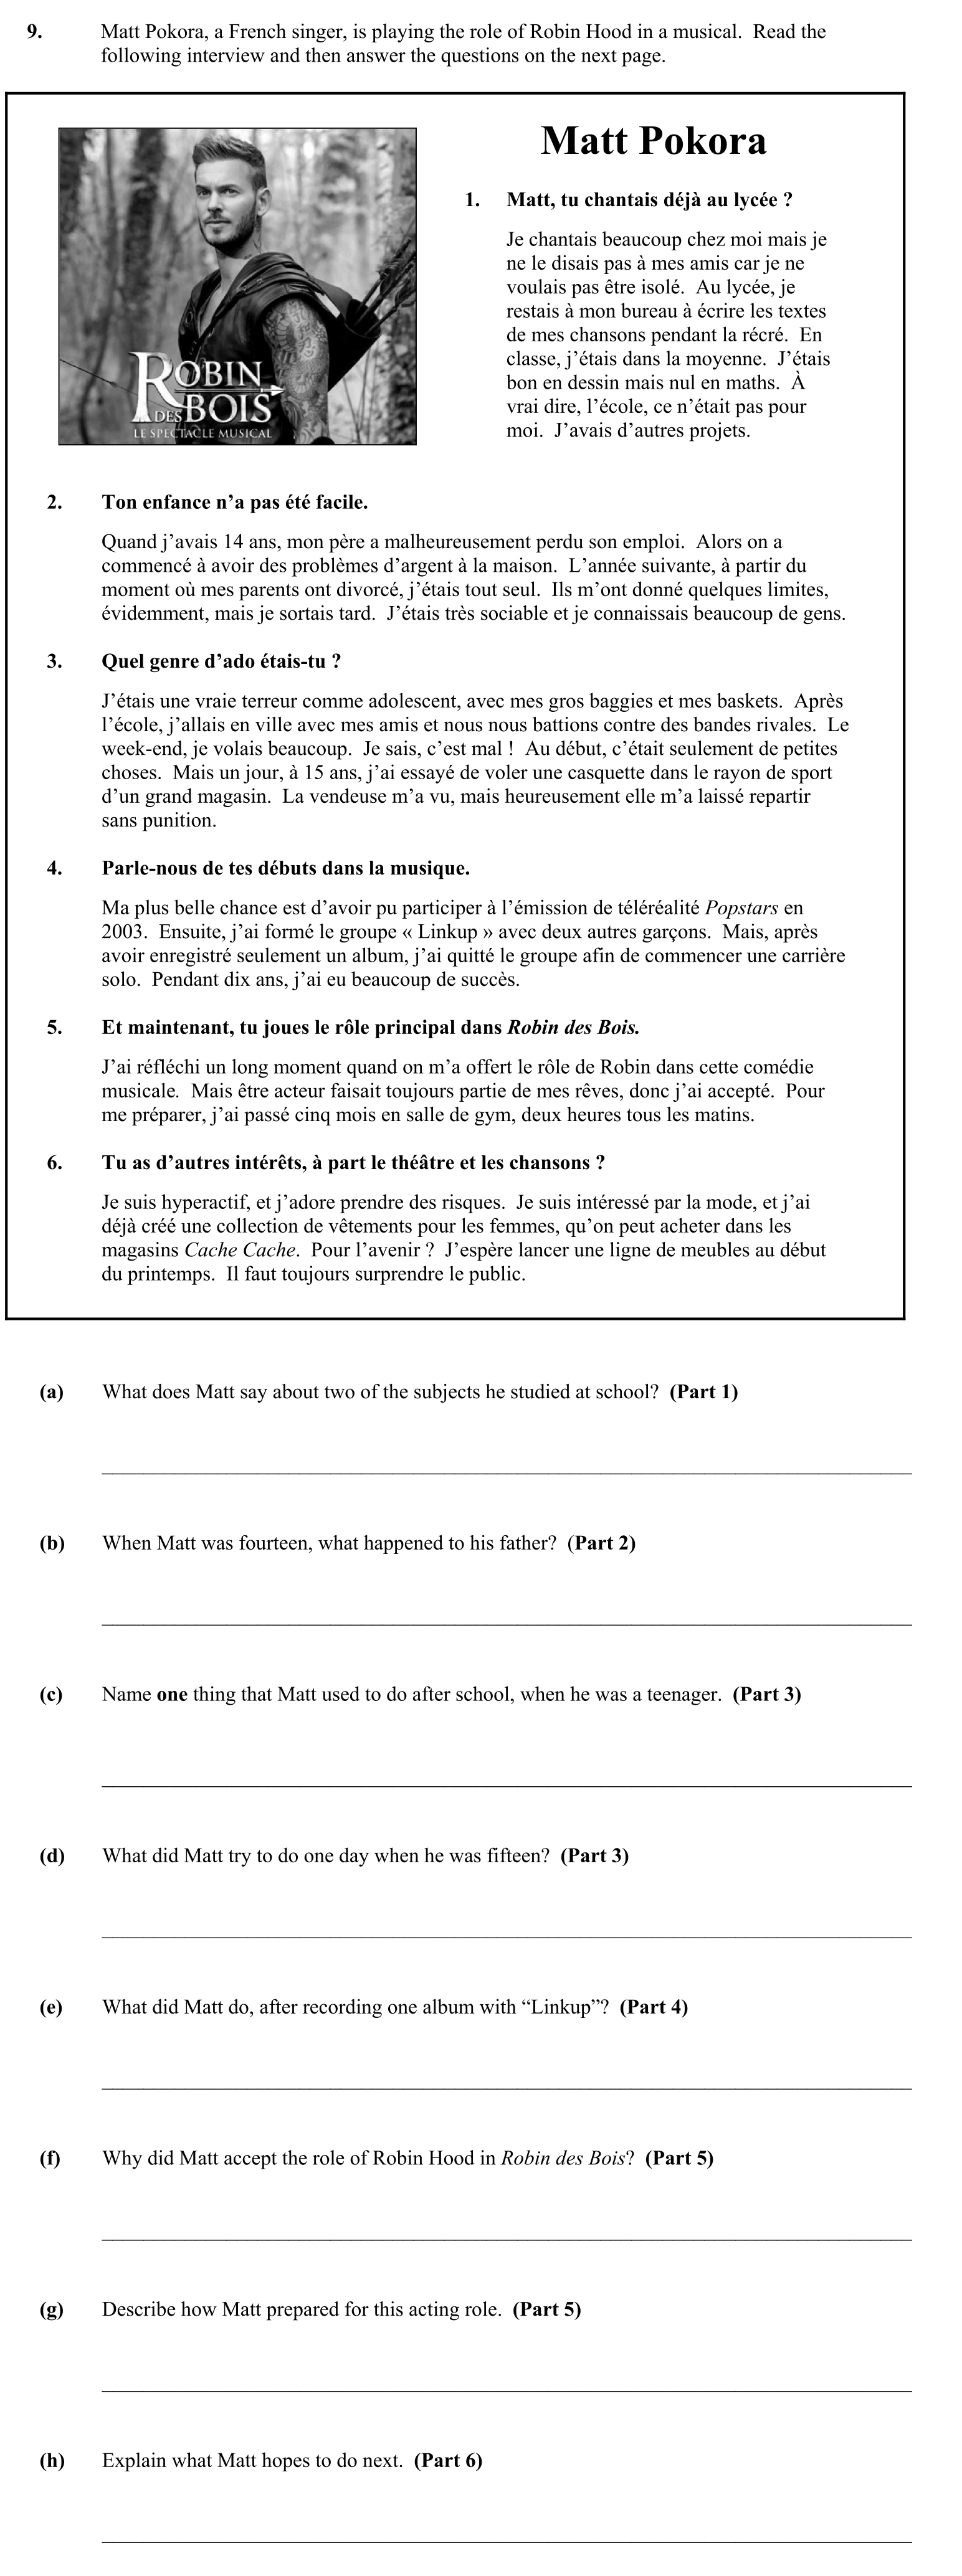 9. Matt Pokora, a French singer, is playing the role of Robin Hood in a musical. Read the
following interview and then answer the questions on the next page.
ROBIN
DES BOIS
LE SPECTACLE MUSICAL
Matt Pokora
1. Matt, tu chantais déjà au lycée ?
Je chantais beaucoup chez moi mais je
ne le disais pas à mes amis car je ne
voulais pas être isolé. Au lycée, je
restais à mon bureau à écrire les textes
de mes chansons pendant la récré. En
classe, j’étais dans la moyenne. J’étais
bon en dessin mais nul en maths. À
vrai dire, l’école, ce n’était pas pour
moi. J’avais d’autres projets.
2. Ton enfance n’a pas été facile.
Quand j’avais 14 ans, mon père a malheureusement perdu son emploi. Alors on a
commencé à avoir des problèmes d’argent à la maison. L’année suivante, à partir du
moment où mes parents ont divorcé, j’étais tout seul. Ils m’ont donné quelques limites,
évidemment, mais je sortais tard. J’étais très sociable et je connaissais beaucoup de gens.
3. Quel genre d’ado étais-tu ?
J’étais une vraie terreur comme adolescent, avec mes gros baggies et mes baskets. Après
l’école, j’allais en ville avec mes amis et nous nous battions contre des bandes rivales. Le
week-end, je volais beaucoup. Je sais, c’est mal ! Au début, c’était seulement de petites
choses. Mais un jour, à 15 ans, j’ai essayé de voler une casquette dans le rayon de sport
d’un grand magasin. La vendeuse m’a vu, mais heureusement elle m’a laissé repartir
sans punition.
4. Parle-nous de tes débuts dans la musique.
Ma plus belle chance est d’avoir pu participer à l’émission de téléréalité Popstars en
2003. Ensuite, j’ai formé le groupe « Linkup » avec deux autres garçons. Mais, après
avoir enregistré seulement un album, j’ai quitté le groupe afin de commencer une carrière
solo. Pendant dix ans, j’ai eu beaucoup de succès.
5. Et maintenant, tu joues le rôle principal dans Robin des Bois.
J’ai réfléchi un long moment quand on m’a offert le rôle de Robin dans cette comédie
musicale. Mais être acteur faisait toujours partie de mes rêves, donc j’ai accepté. Pour
me préparer, j’ai passé cinq mois en salle de gym, deux heures tous les matins.
6. Tu as d’autres intérêts, à part le théâtre et les chansons ?
Je suis hyperactif, et j’adore prendre des risques. Je suis intéressé par la mode, et j’ai
déjà créé une collection de vêtements pour les femmes, qu’on peut acheter dans les
magasins Cache Cache. Pour l’avenir ? J’espère lancer une ligne de meubles au début
du printemps. Il faut toujours surprendre le public.
(a) What does Matt say about two of the subjects he studied at school? (Part 1)
(b) When Matt was fourteen, what happened to his father? (Part 2)
(c) Name one thing that Matt used to do after school, when he was a teenager. (Part 3)
(d) What did Matt try to do one day when he was fifteen? (Part 3)
(e) What did Matt do, after recording one album with “Linkup”? (Part 4)
(f) Why did Matt accept the role of Robin Hood in Robin des Bois? (Part 5)
(g) Describe how Matt prepared for this acting role. (Part 5)
(h) Explain what Matt hopes to do next. (Part 6)